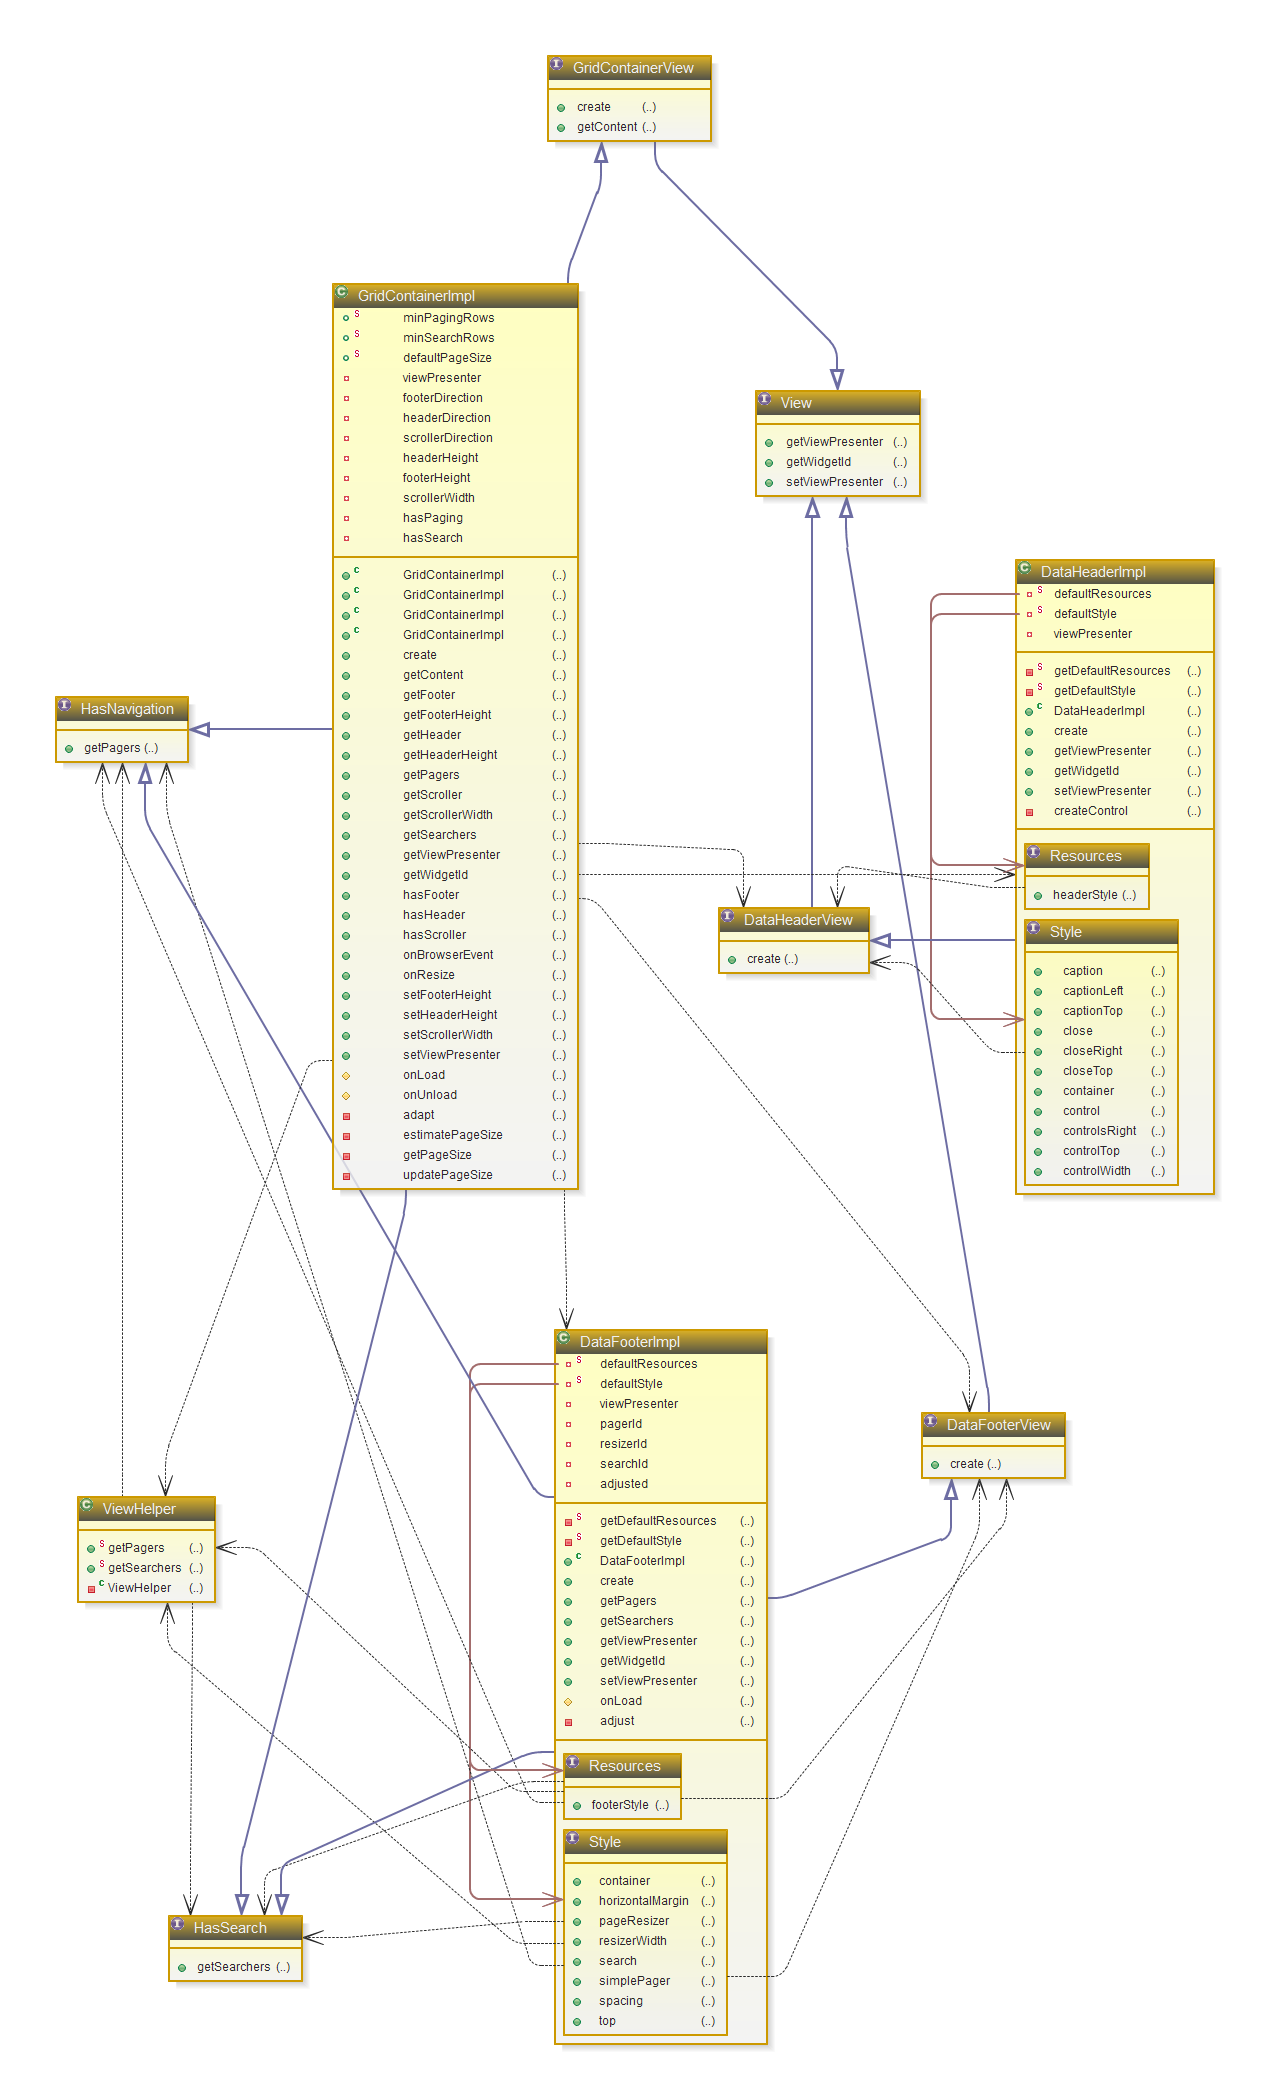 GridContainerView
create (..)
getContent (..)
GridContainerImpl
minPagingRows
minSearchRows
defaultPageSize
viewPresenter
footerDirection
headerDirection
scrollerDirection
headerHeight
footerHeight
scrollerWidth
hasPaging
hasSearch
GridContainerImpl (..)
GridContainerImpl (..)
GridContainerImpl (..)
GridContainerImpl (..)
create (..)
getContent (..)
getFooter (..)
getFooterHeight (..)
getHeader (..)
getHeaderHeight (..)
getPagers (..)
getScroller (..)
getScrollerWidth (..)
getSearchers (..)
getViewPresenter (..)
getWidgetId (..)
hasFooter (..)
hasHeader (..)
hasScroller (..)
onBrowserEvent (..)
onResize (..)
setFooterHeight (..)
setHeaderHeight (..)
setScrollerWidth (..)
setViewPresenter (..)
onLoad (..)
onUnload (..)
adapt (..)
estimatePageSize (..)
getPageSize (..)
updatePageSize (..)
View
getViewPresenter (..)
getWidgetId (..)
setViewPresenter (..)
DataHeaderImpl
defaultResources
defaultStyle
viewPresenter
getDefaultResources (..)
getDefaultStyle (..)
DataHeaderImpl (..)
create (..)
getViewPresenter (..)
getWidgetId (..)
setViewPresenter (..)
createControl (..)
Resources
headerStyle (..)
Style
caption (..)
captionLeft (..)
captionTop (..)
close (..)
closeRight (..)
closeTop (..)
container (..)
control (..)
controlsRight (..)
controlTop (..)
controlWidth (..)
HasNavigation
getPagers (..)
DataHeaderView
create (..)
DataFooterImpl
defaultResources
defaultStyle
viewPresenter
pagerId
resizerId
searchId
adjusted
getDefaultResources (..)
getDefaultStyle (..)
DataFooterImpl (..)
create (..)
getPagers (..)
getSearchers (..)
getViewPresenter (..)
getWidgetId (..)
setViewPresenter (..)
onLoad (..)
adjust (..)
Resources
footerStyle (..)
Style
container (..)
horizontalMargin (..)
pageResizer (..)
resizerWidth (..)
search (..)
simplePager (..)
spacing (..)
top (..)
DataFooterView
create (..)
ViewHelper
getPagers (..)
getSearchers (..)
ViewHelper (..)
HasSearch
getSearchers (..)